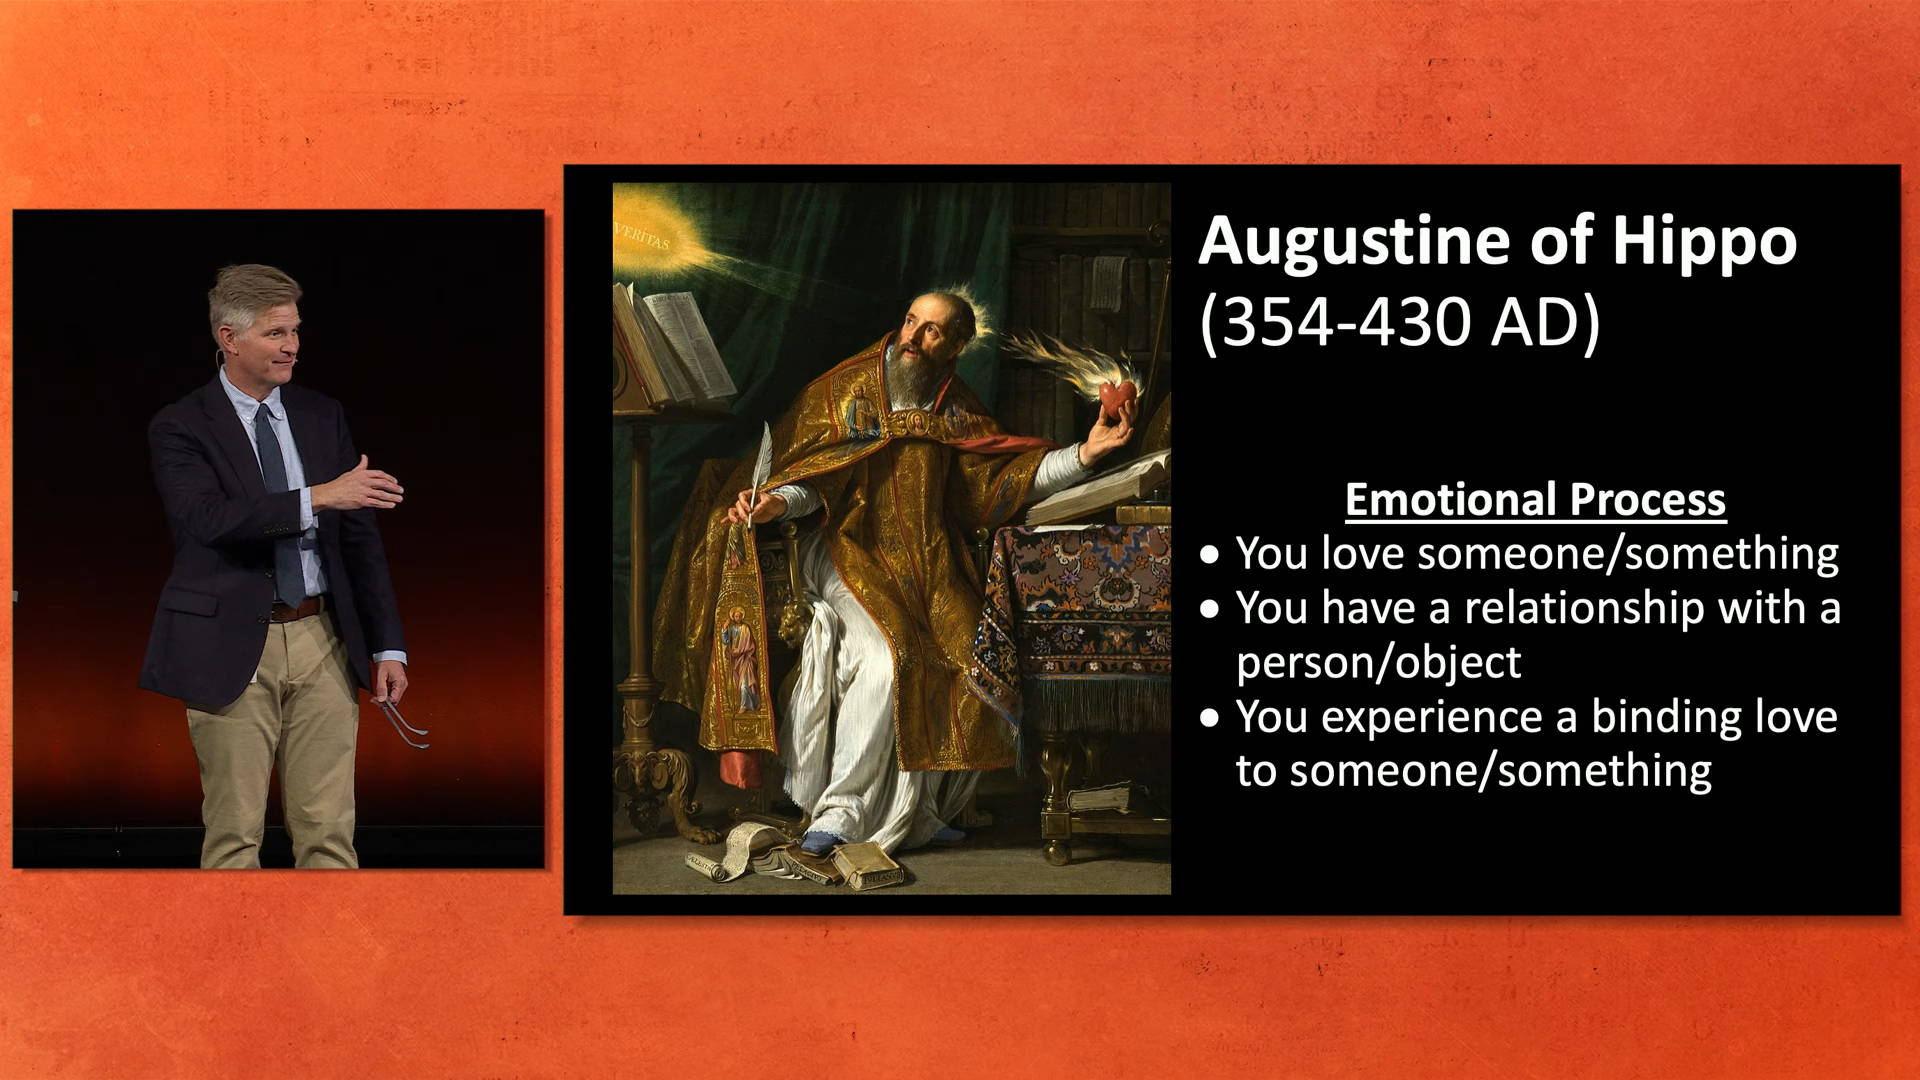 VERITAS
Augustine of Hippo
(354-430 AD)
Emotional Process
● You love someone/something
● You have a relationship with a
person/object
● You experience a binding love
to someone/something